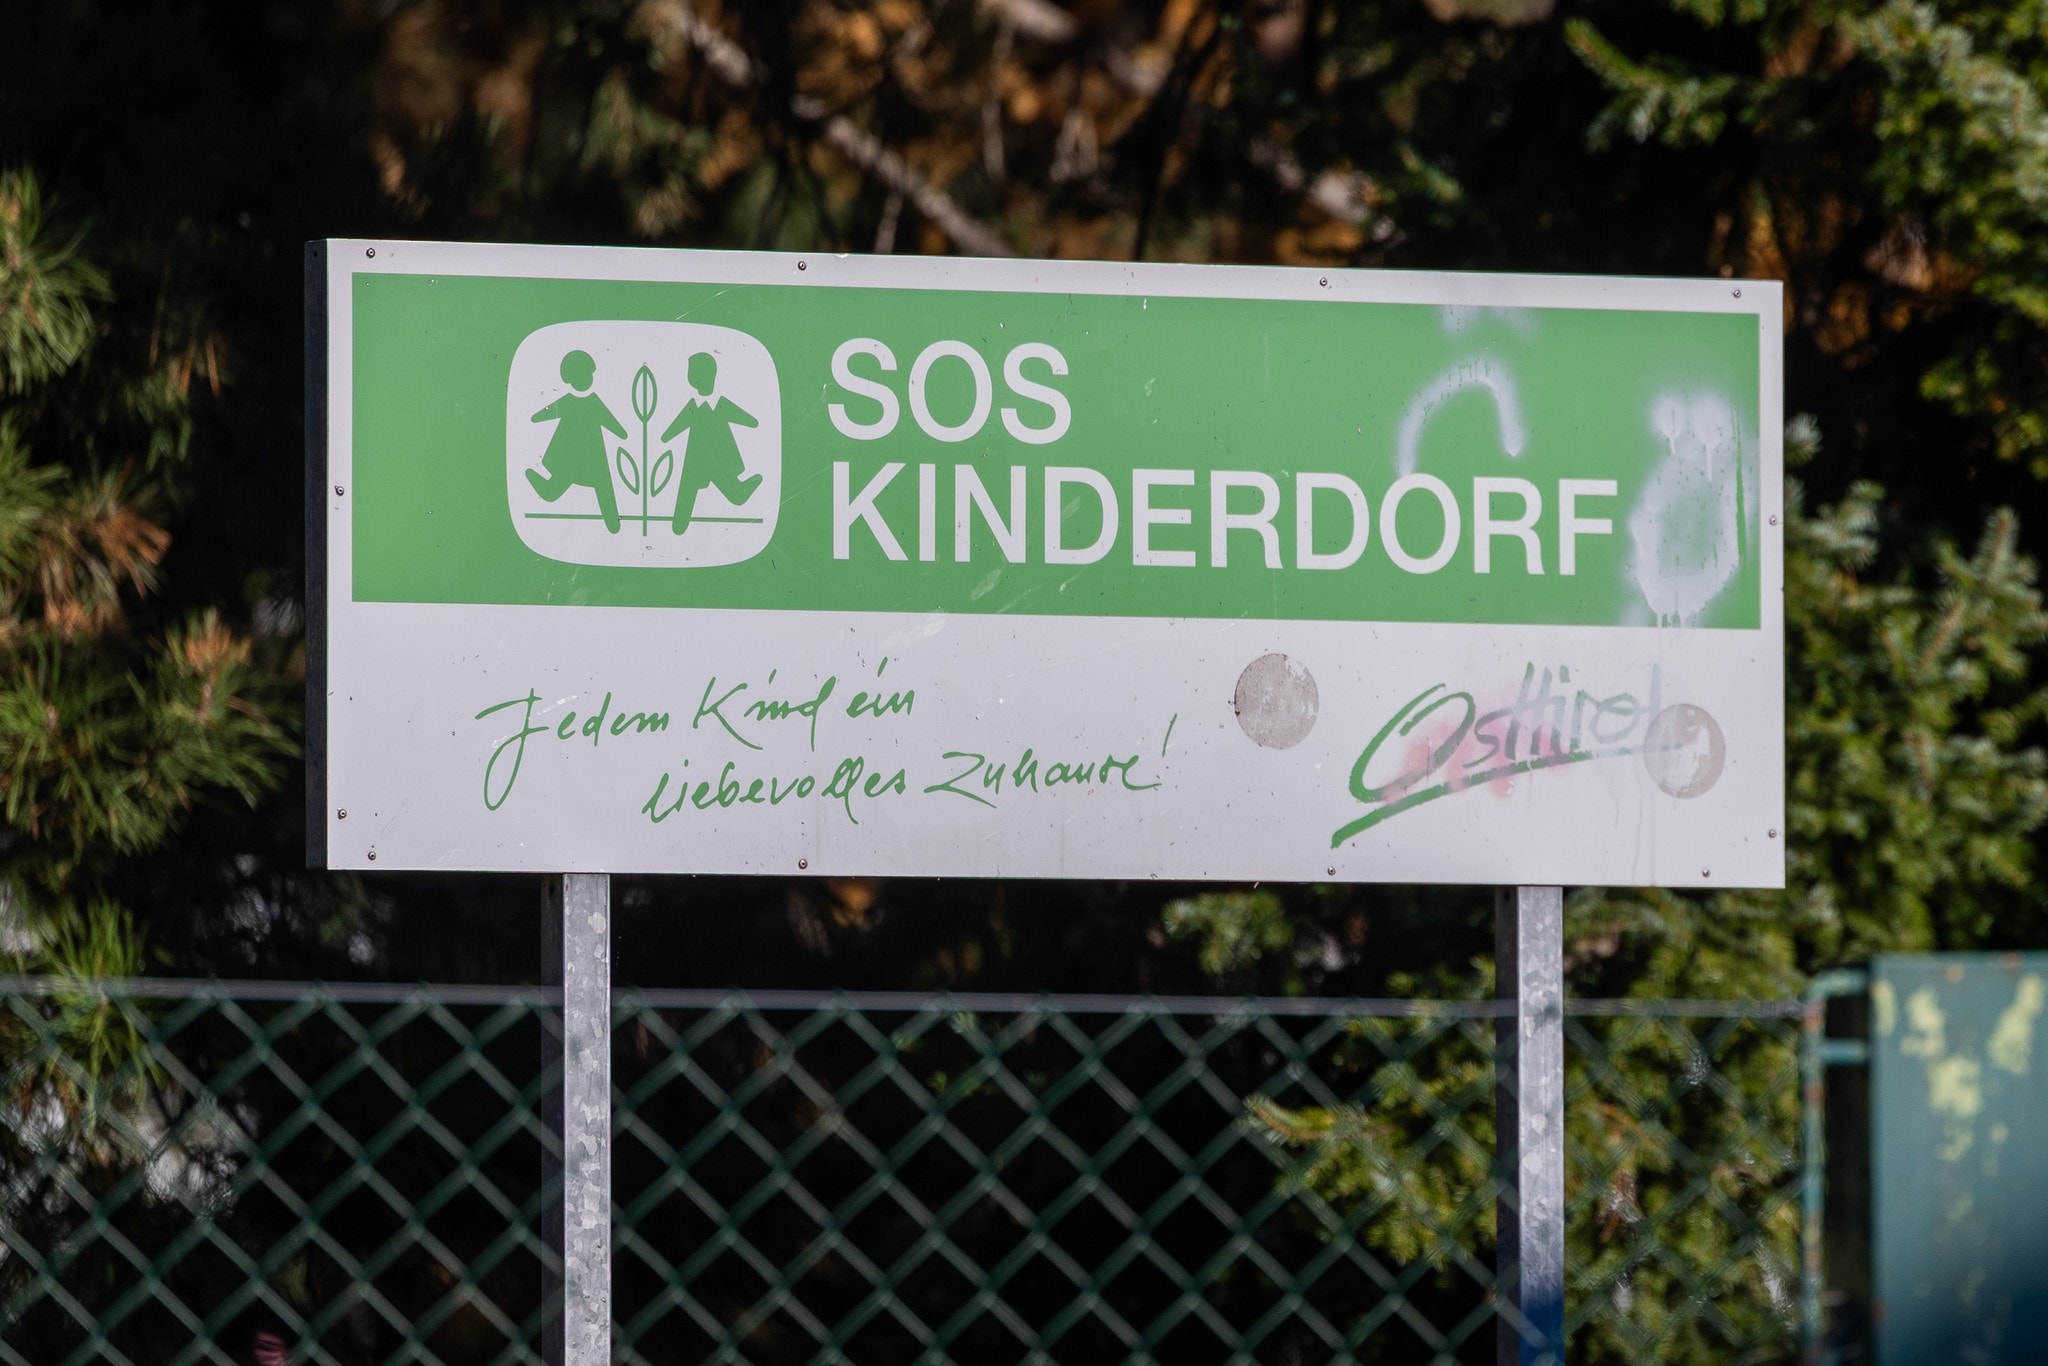 SOS
KINDERDORF
Jedem Kind ein
liebevolles Zuhause!
Osttirol